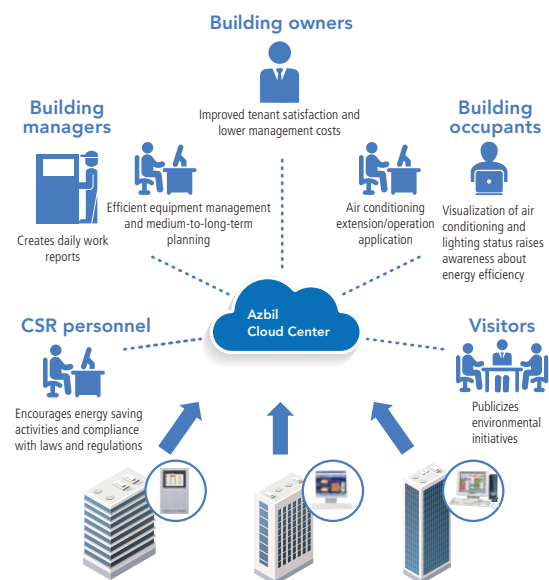 Building owners
Improved tenant satisfaction and
lower management costs
Building
managers
Creates daily work
reports
Efficient equipment management
and medium-to-long-term
planning
Air conditioning
extension/operation
application
Building
occupants
Visualization of air
conditioning and
lighting status raises
awareness about
energy efficiency
Azbil
Cloud Center
CSR personnel
Encourages energy saving
activities and compliance
with laws and regulations
Visitors
Publicizes
environmental
initiatives